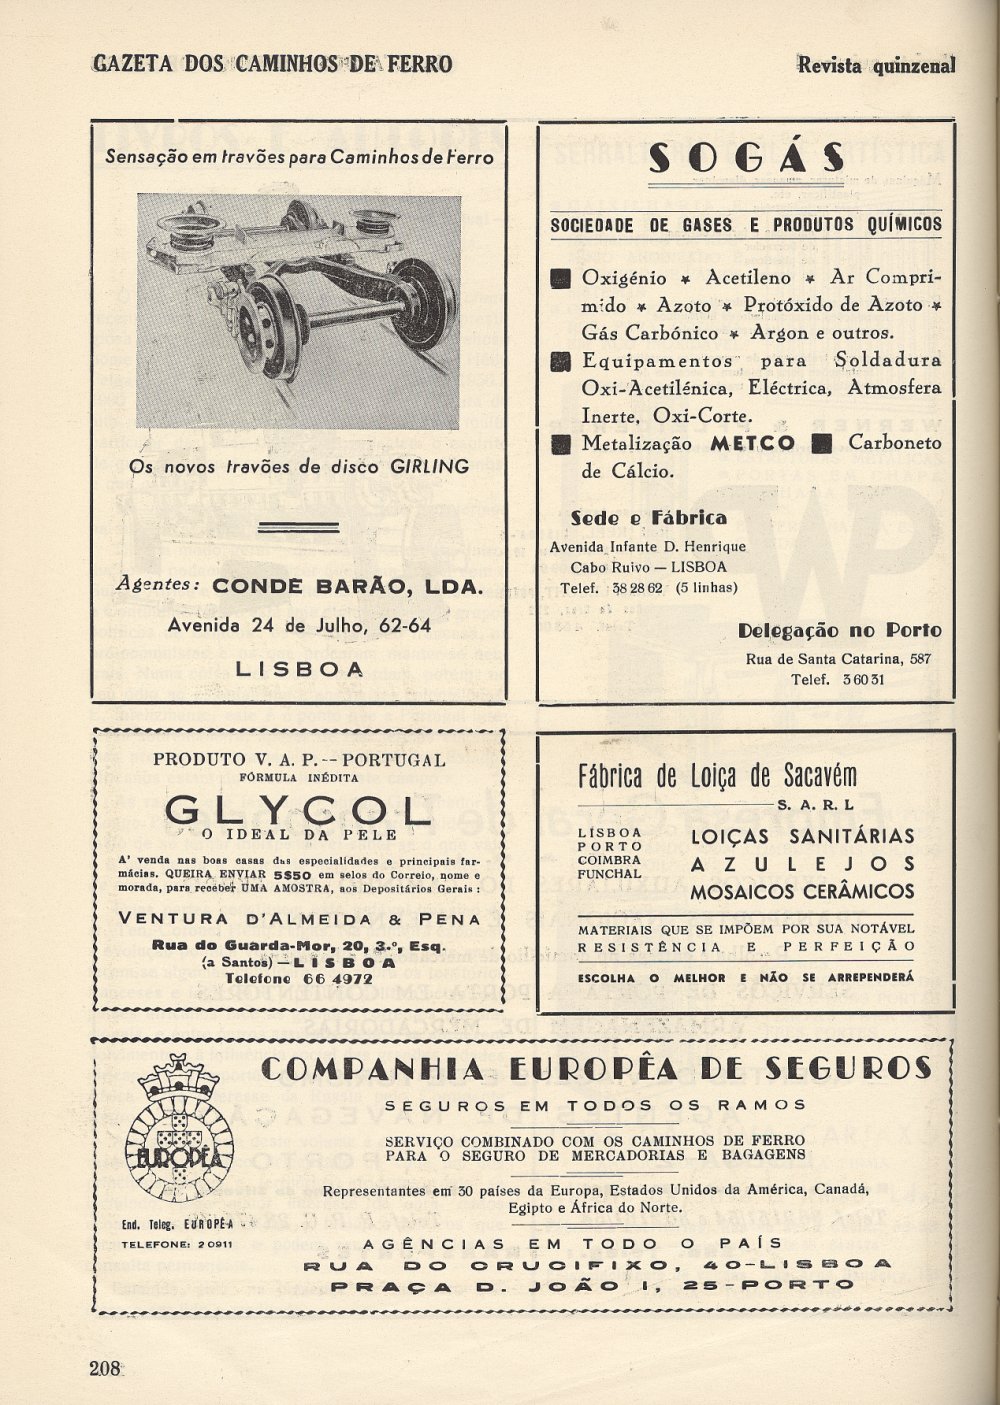 GAZETA DOS CAMINHOS DE FERRO
Revista quinzenal
Sensação em travões para Caminhos de Ferro
Os novos travões de disco GIRLING
Agentes: CONDE BARÃO, LDA.
Avenida 24 de Julho, 62-64
LISBOA
SOGÁS
SOCIEDADE DE GASES E PRODUTOS QUÍMICOS
■ Oxigénio * Acetileno * Ar Compri-
mido * Azoto * Protóxido de Azoto *
Gás Carbónico * Argon e outros.
■ Equipamentos para Soldadura
Oxi-Acetilénica, Eléctrica, Atmosfera
Inerte, Oxi-Corte.
■ Metalização METCO ■ Carboneto
de Cálcio.
Sede e Fábrica
Avenida Infante D. Henrique
Cabo Ruivo — LISBOA
Telef. 38 28 62 (5 linhas)
Delegação no Porto
Rua de Santa Catarina, 587
Telef. 3 60 31
PRODUTO V. A. P. -- PORTUGAL
FÓRMULA INÉDITA
GLYCOL
O IDEAL DA PELE
A' venda nas boas casas das especialidades e principais far-
mácias. QUEIRA ENVIAR 5$50 em selos do Correio, nome e
morada, para receber UMA AMOSTRA, aos Depositários Gerais :
VENTURA D'ALMEIDA & PENA
Rua do Guarda-Mor, 20, 3.º, Esq.
(a Santos) — LISBOA
Telefone 66 4972
Fábrica de Loiça de Sacavém
S. A. R. L
LISBOA
PORTO
COIMBRA
FUNCHAL
LOIÇAS SANITÁRIAS
AZULEJOS
MOSAICOS CERÂMICOS
MATERIAIS QUE SE IMPÕEM POR SUA NOTÁVEL
RESISTÊNCIA E PERFEIÇÃO
ESCOLHA O MELHOR E NÃO SE ARREPENDERÁ
COMPANHIA EUROPÊA DE SEGUROS
SEGUROS EM TODOS OS RAMOS
SERVIÇO COMBINADO COM OS CAMINHOS DE FERRO
PARA O SEGURO DE MERCADORIAS E BAGAGENS
EUROPÊA
Representantes em 30 países da Europa, Estados Unidos da América, Canadá,
Egipto e África do Norte.
End. Teleg. EUROPÊA
TELEFONE: 20911
AGÊNCIAS EM TODO O PAÍS
RUA DO CRUCIFIXO, 40-LISBOA
PRAÇA D. JOÃO I, 25-PORTO
208